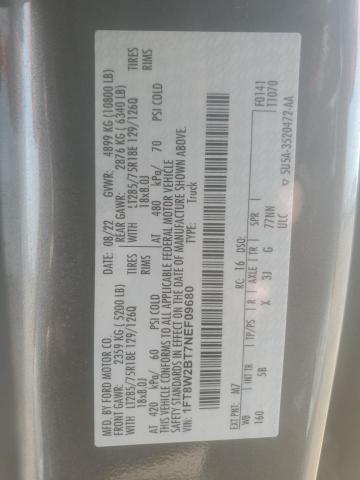 MFD. BY FORD MOTOR CO.
DATE: 08/22 GVWR: 4899 KG (10800 LB)
FRONT GAWR: 2359 KG (5200 LB)
REAR GAWR: 2876 KG (6340 LB)
WITH LT285/75R18E 129/126Q TIRES
WITH LT285/75R18E 129/126Q TIRES
18x8.0J RIMS
18x8.0J RIMS
AT 420 kPa/ 60 PSI COLD
AT 480 kPa/ 70 PSI COLD
THIS VEHICLE CONFORMS TO ALL APPLICABLE FEDERAL MOTOR VEHICLE
SAFETY STANDARDS IN EFFECT ON THE DATE OF MANUFACTURE SHOWN ABOVE.
VIN: 1FT8W2BT7NEF09680
TYPE: Truck
F0141
T1070
EXT PNT: M7 RC: 16 DSO:
WB INT TR TP/PS R AXLE TR SPR
160 5B X 3J G 77NN
ULC
5U5A-3520472-AA